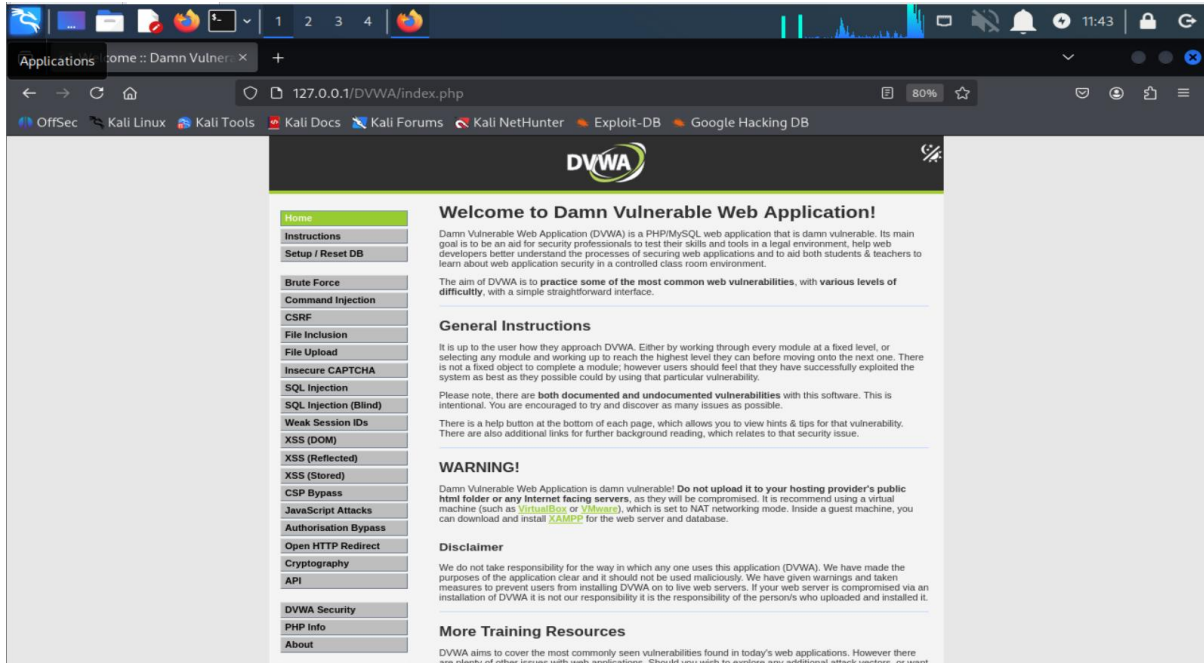 1 2 3 4
11:43
Applications
come :: Damn Vulner
127.0.0.1/DVWA/index.php
80%
OffSec Kali Linux Kali Tools Kali Docs Kali Forums Kali NetHunter Exploit-DB Google Hacking DB
DVWA
Home
Instructions
Setup / Reset DB
Brute Force
Command Injection
CSRF
File Inclusion
File Upload
Insecure CAPTCHA
SQL Injection
SQL Injection (Blind)
Weak Session IDs
XSS (DOM)
XSS (Reflected)
XSS (Stored)
CSP Bypass
JavaScript Attacks
Authorisation Bypass
Open HTTP Redirect
Cryptography
API
DVWA Security
PHP Info
About
Welcome to Damn Vulnerable Web Application!
Damn Vulnerable Web Application (DVWA) is a PHP/MySQL web application that is damn vulnerable. Its main
goal is to be an aid for security professionals to test their skills and tools in a legal environment, help web
developers better understand the processes of securing web applications and to aid both students & teachers to
learn about web application security in a controlled class room environment.
The aim of DVWA is to practice some of the most common web vulnerabilities, with various levels of
difficultly, with a simple straightforward interface.
General Instructions
It is up to the user how they approach DVWA. Either by working through every module at a fixed level, or
selecting any module and working up to reach the highest level they can before moving onto the next one. There
is not a fixed object to complete a module; however users should feel that they have successfully exploited the
system as best as they possible could by using that particular vulnerability.
Please note, there are both documented and undocumented vulnerabilities with this software. This is
intentional. You are encouraged to try and discover as many issues as possible.
There is a help button at the bottom of each page, which allows you to view hints & tips for that vulnerability.
There are also additional links for further background reading, which relates to that security issue.
WARNING!
Damn Vulnerable Web Application is damn vulnerable! Do not upload it to your hosting provider's public
html folder or any Internet facing servers, as they will be compromised. It is recommend using a virtual
machine (such as VirtualBox or VMware), which is set to NAT networking mode. Inside a guest machine, you
can download and install XAMPP for the web server and database.
Disclaimer
We do not take responsibility for the way in which any one uses this application (DVWA). We have made the
purposes of the application clear and it should not be used maliciously. We have given warnings and taken
measures to prevent users from installing DVWA on to live web servers. If your web server is compromised via an
installation of DVWA it is not our responsibility it is the responsibility of the person/s who uploaded and installed it.
More Training Resources
DVWA aims to cover the most commonly seen vulnerabilities found in today's web applications. However there
are plenty of other issues with web applications. Should you wish to explore any additional attack vectors, or want